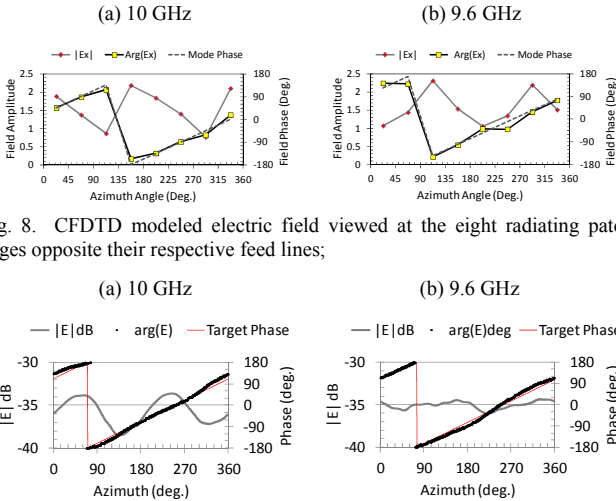 (a) 10 GHz (b) 9.6 GHz
|Ex| Arg(Ex) Mode Phase
|Ex| Arg(Ex) Mode Phase
Field Amplitude
2.5
2
1.5
1
0.5
0
180
90
0
-90
-180
Field Phase (Deg.)
0 45 90 135 180 225 270 315 360
Azimuth Angle (Deg.)
Field Amplitude
2.5
2
1.5
1
0.5
0
180
90
0
-90
-180
Field Phase (Deg.)
0 45 90 135 180 225 270 315 360
Azimuth Angle (Deg.)
g. 8. CFDTD modeled electric field viewed at the eight radiating pat
ges opposite their respective feed lines;
(a) 10 GHz (b) 9.6 GHz
|E|dB arg(E) Target Phase
|E|dB arg(E)deg Target Phase
|E| dB
-30
-35
-40
180
90
0
-90
-180
Phase (deg.)
0 90 180 270 360
Azimuth (deg.)
|E| dB
-30
-35
-40
180
90
0
-90
-180
Phase (deg.)
0 90 180 270 360
Azimuth (deg.)